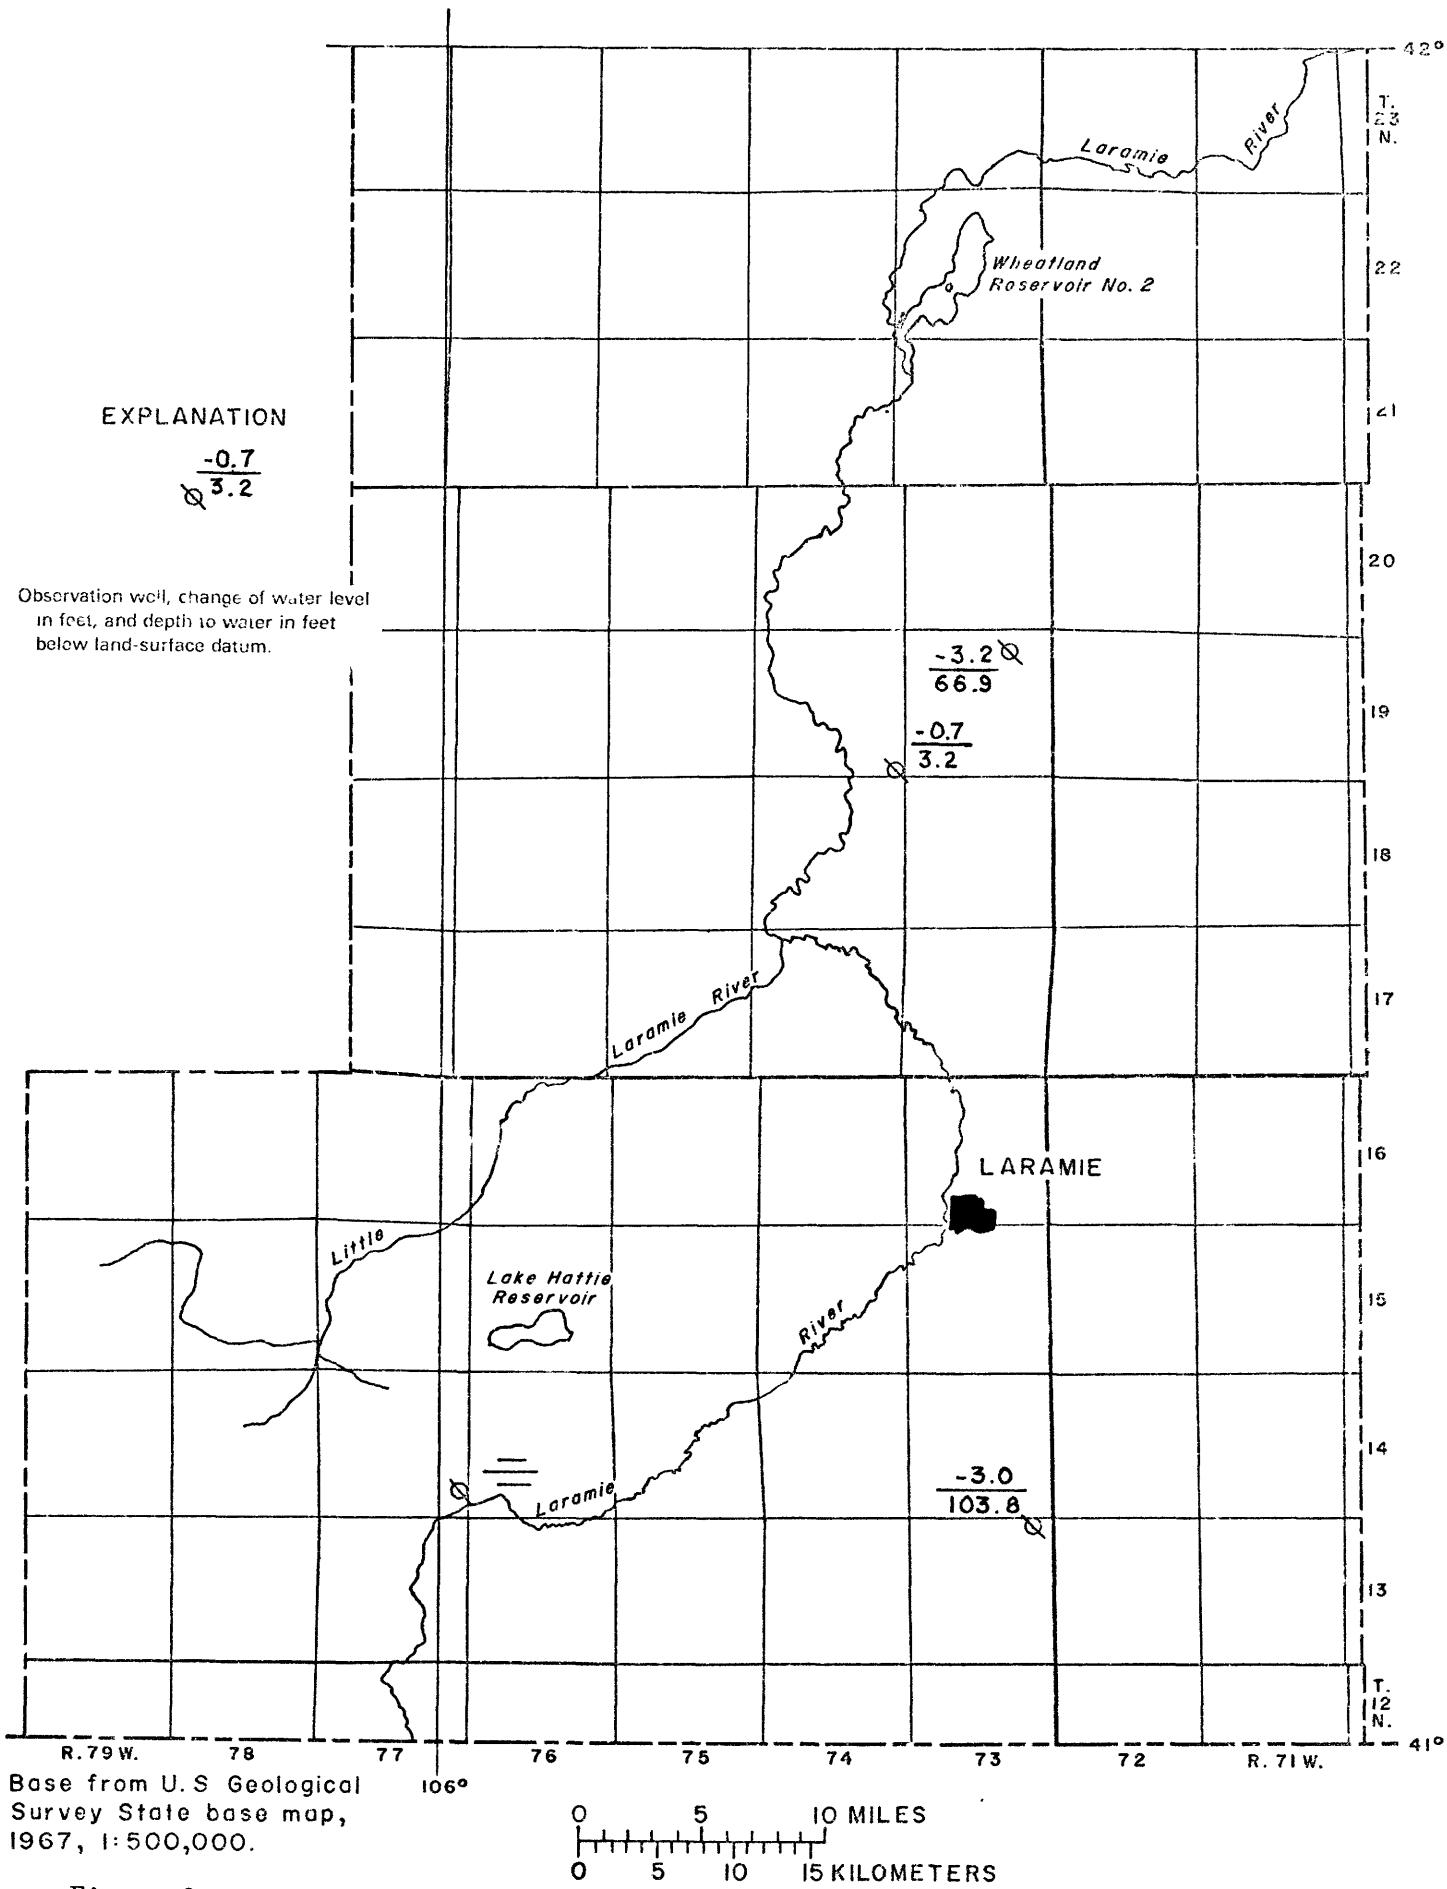 42°
T.
23
N.
Laramie River
22
Wheatland
Reservoir No. 2
21
EXPLANATION
-0.7
3.2
20
Observation well, change of water level
in feet, and depth to water in feet
below land-surface datum.
-3.2
66.9
19
-0.7
3.2
18
17
Little Laramie River
16
LARAMIE
15
Lake Hattie
Reservoir
Laramie River
14
-3.0
103.8
13
T.
12
N.
41°
R. 79 W. 78 77 76 75 74 73 72 R. 71 W.
106°
Base from U.S Geological
Survey State base map,
1967, 1:500,000.
0 5 10 MILES
0 5 10 15 KILOMETERS